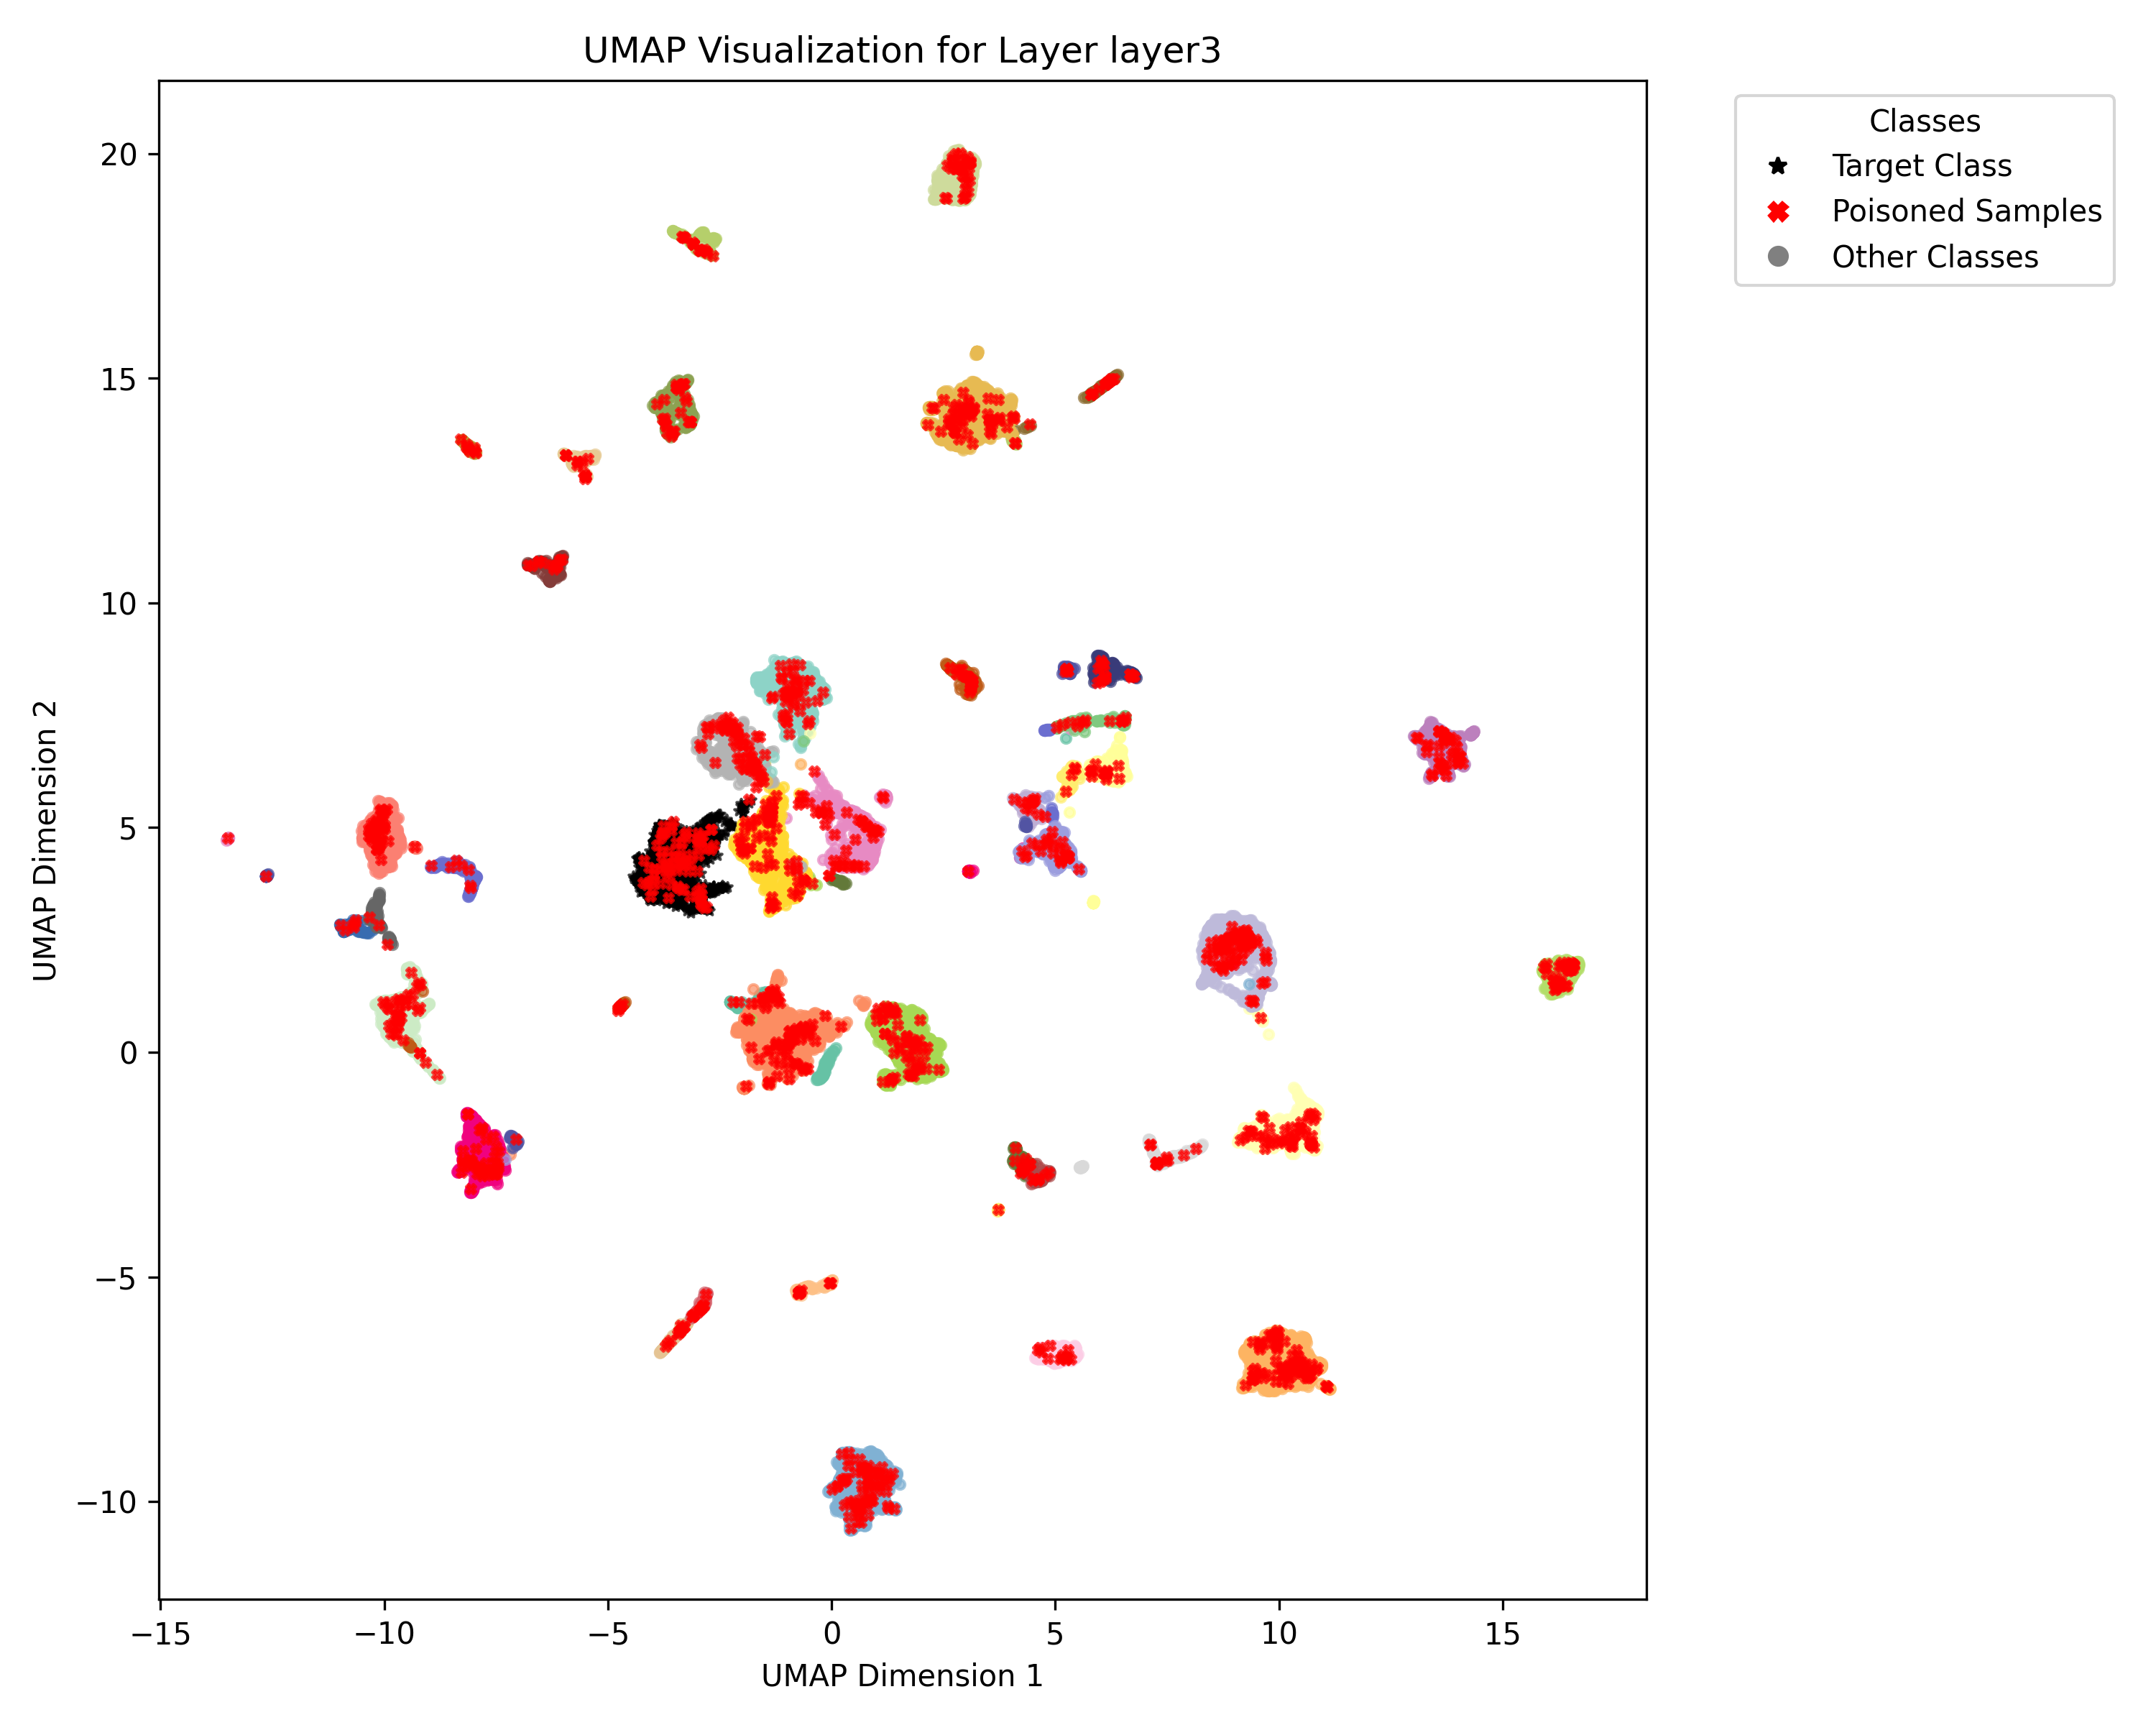 UMAP Visualization for Layer layer3
Classes
Target Class
Poisoned Samples
Other Classes
20
15
10
5
0
−5
−10
UMAP Dimension 2
−15
−10
−5
0
5
10
15
UMAP Dimension 1